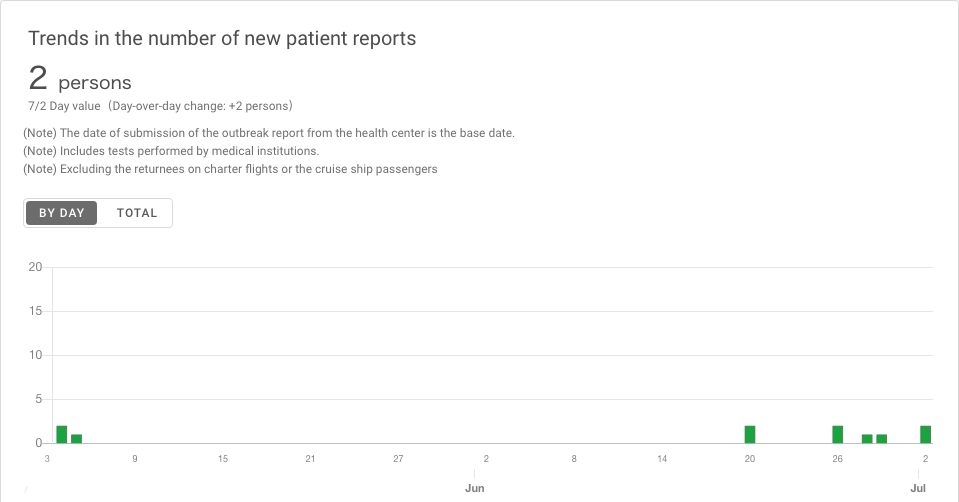 Trends in the number of new patient reports
2 persons
7/2 Day value（Day-over-day change: +2 persons）
(Note) The date of submission of the outbreak report from the health center is the base date.
(Note) Includes tests performed by medical institutions.
(Note) Excluding the returnees on charter flights or the cruise ship passengers
BY DAY TOTAL
20
15
10
5
0
3 9 15 21 27 2 8 14 20 26 2
/ Jun Jul